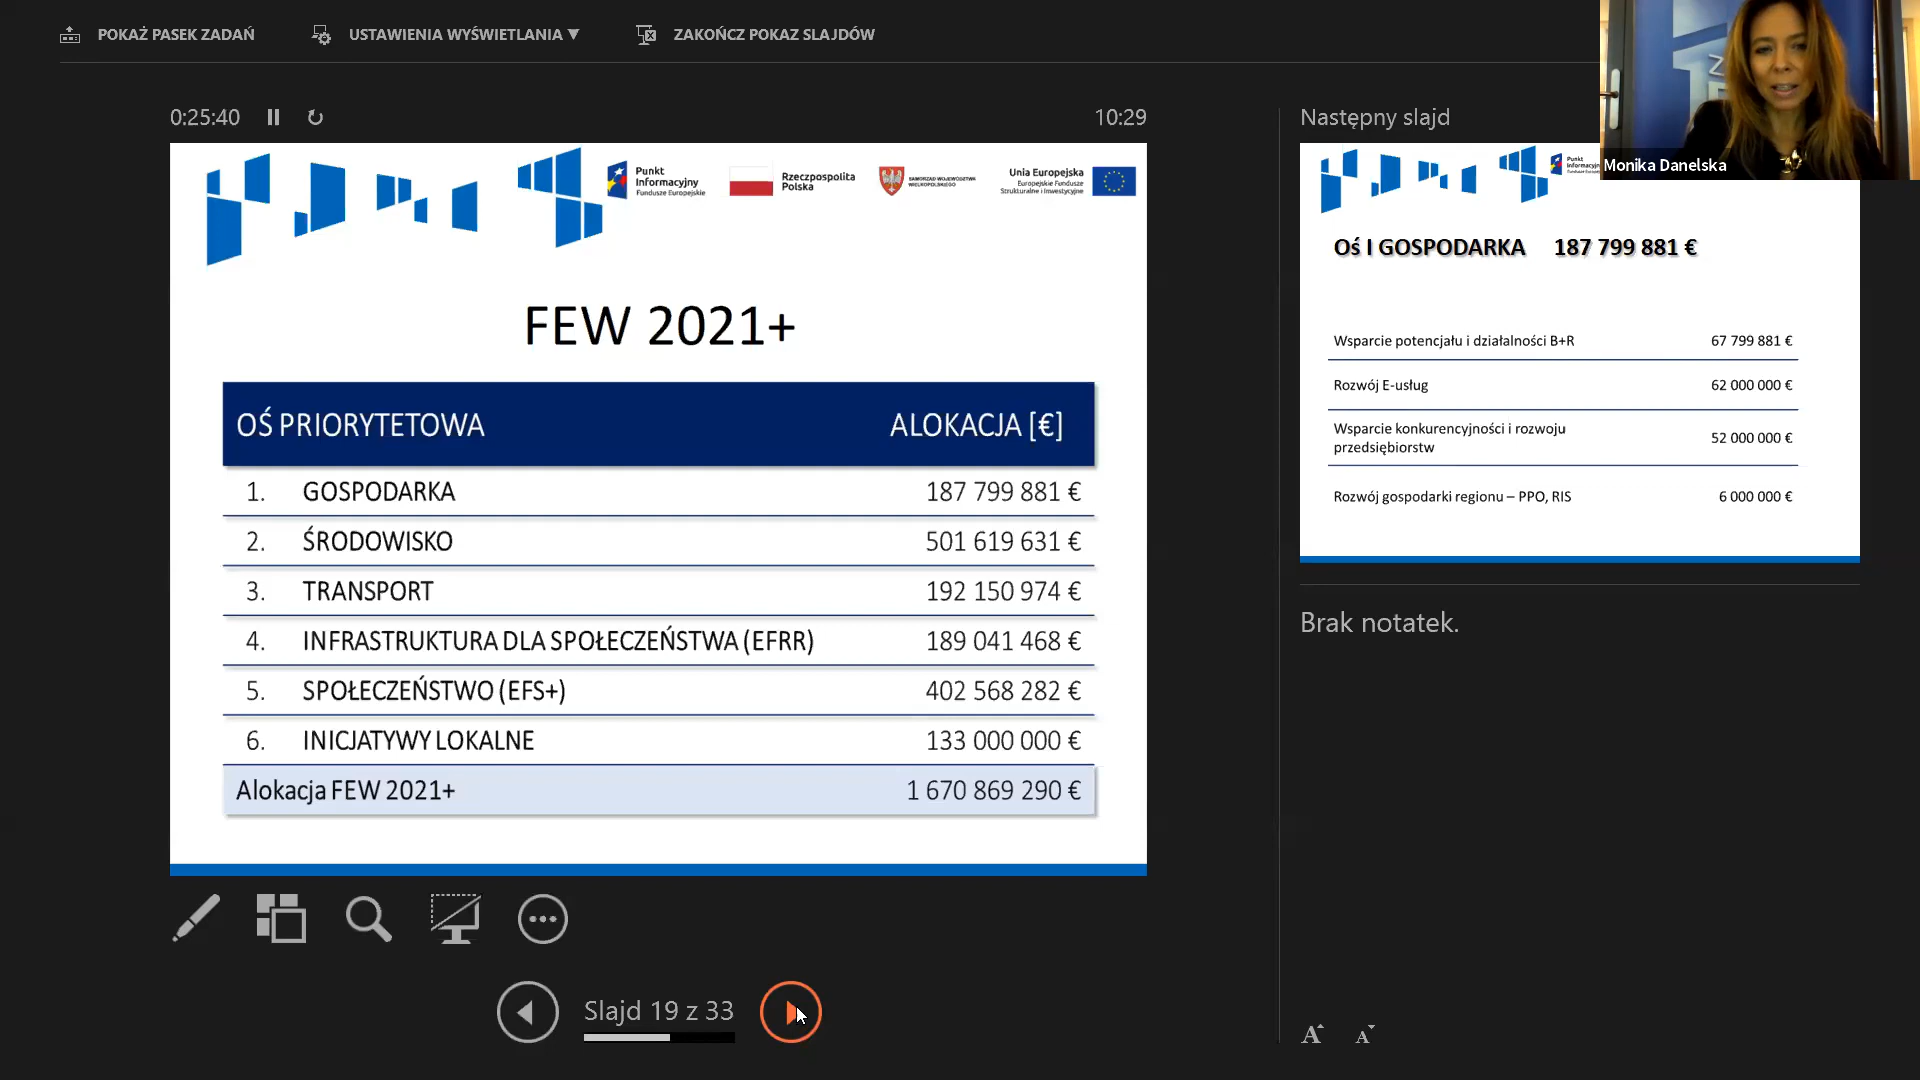 POKAŻ PASEK ZADAŃ
USTAWIENIA WYŚWIETLANIA ▼
ZAKOŃCZ POKAZ SLAJDÓW
0:25:40
10:29
Punkt
Informacyjny
Fundusze Europejskie
Rzeczpospolita
Polska
SAMORZĄD WOJEWÓDZTWA
WIELKOPOLSKIEGO
Unia Europejska
Europejskie Fundusze
Strukturalne i Inwestycyjne
FEW 2021+
OŚ PRIORYTETOWA ALOKACJA [€]
1. GOSPODARKA 187 799 881 €
2. ŚRODOWISKO 501 619 631 €
3. TRANSPORT 192 150 974 €
4. INFRASTRUKTURA DLA SPOŁECZEŃSTWA (EFRR) 189 041 468 €
5. SPOŁECZEŃSTWO (EFS+) 402 568 282 €
6. INICJATYWY LOKALNE 133 000 000 €
Alokacja FEW 2021+ 1 670 869 290 €
Slajd 19 z 33
Następny slajd
Monika Danelska
Punkt
Oś I GOSPODARKA 187 799 881 €
Wsparcie potencjału i działalności B+R 67 799 881 €
Rozwój E-usług 62 000 000 €
Wsparcie konkurencyjności i rozwoju
przedsiębiorstw 52 000 000 €
Rozwój gospodarki regionu – PPO, RIS 6 000 000 €
Brak notatek.
A A